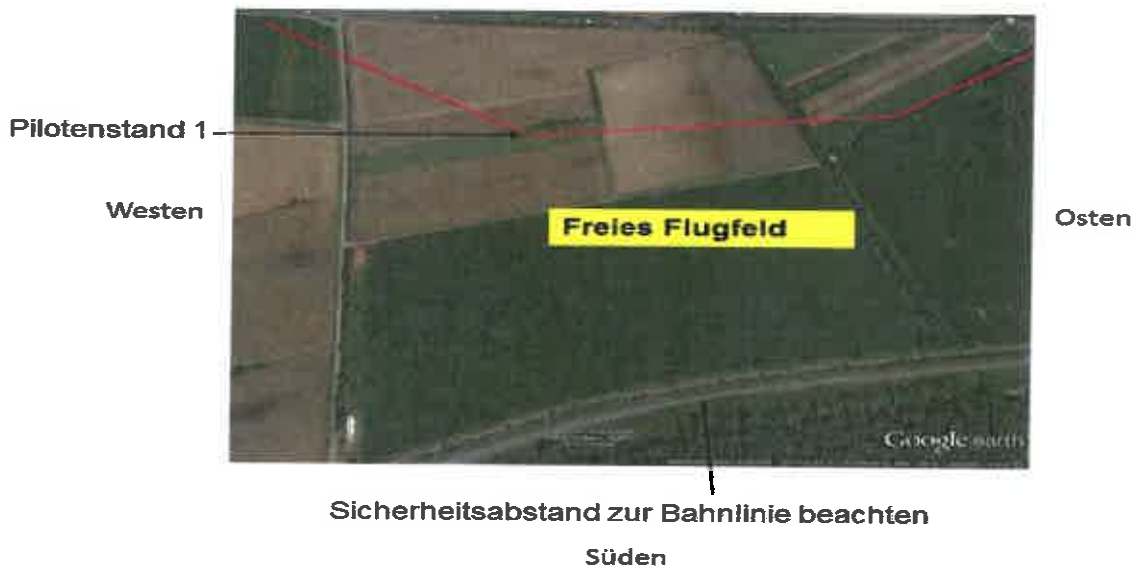 Pilotenstand 1
Westen
Freies Flugfeld
Osten
Google earth
Sicherheitsabstand zur Bahnlinie beachten
Süden